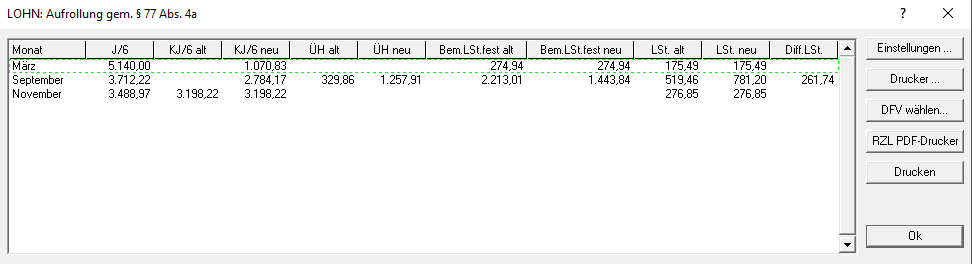 LOHN: Aufrollung gem. § 77 Abs. 4a ?
Monat J/6 KJ/6 alt KJ/6 neu ÜH alt ÜH neu Bem.LSt.fest alt Bem.LSt.fest neu LSt. alt LSt. neu Diff.LSt.
März 5.140,00 1.070,83 274,94 274,94 175,49 175,49
September 3.712,22 2.784,17 329,86 1.257,91 2.213,01 1.443,84 519,46 781,20 261,74
November 3.488,97 3.198,22 3.198,22 276,85 276,85
Einstellungen ...
Drucker ...
DFV wählen...
RZL PDF-Drucker
Drucken
Ok